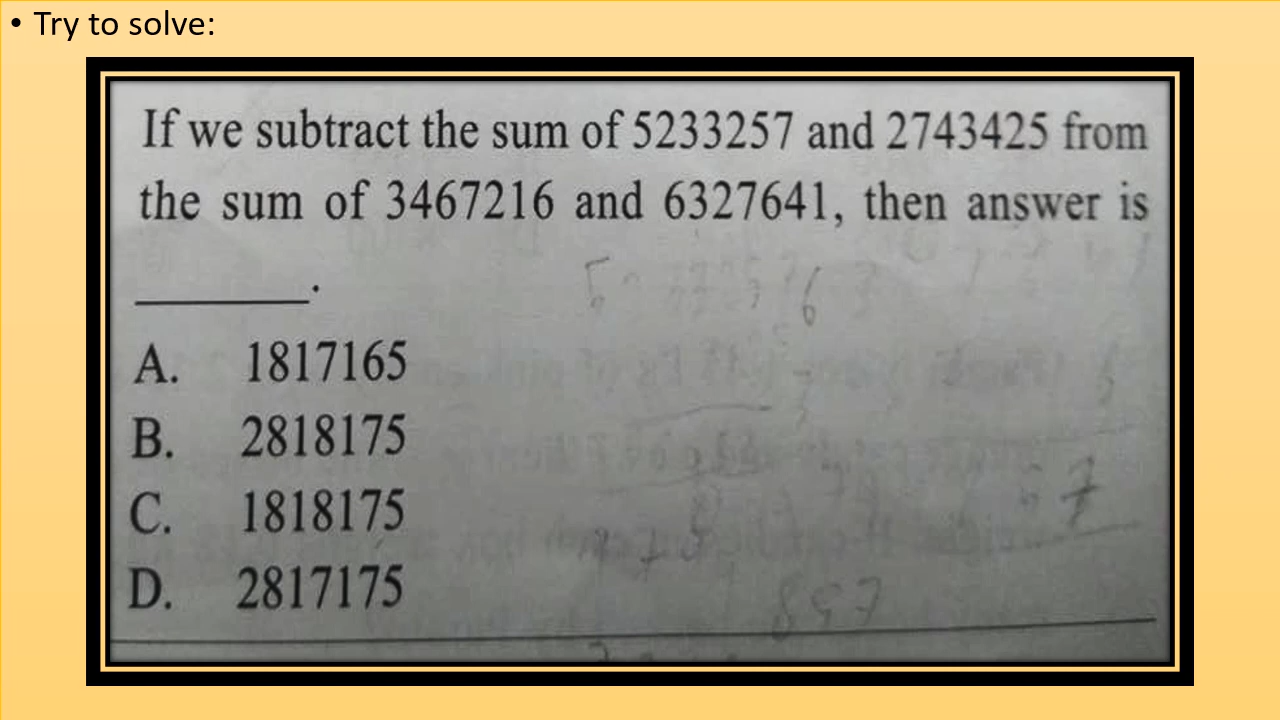 • Try to solve:
If we subtract the sum of 5233257 and 2743425 from
the sum of 3467216 and 6327641, then answer is
________.
A. 1817165
B. 2818175
C. 1818175
D. 2817175